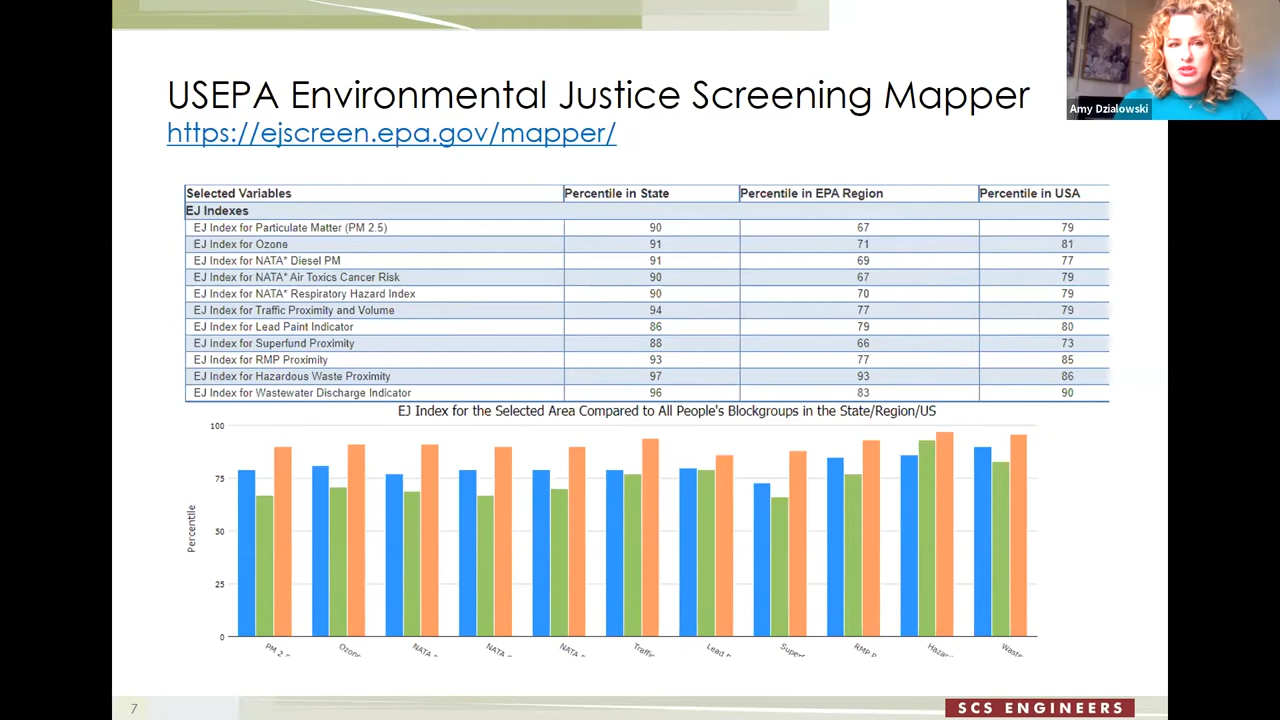 USEPA Environmental Justice Screening Mapper
https://ejscreen.epa.gov/mapper/
Amy Dzialowski
Selected Variables Percentile in State Percentile in EPA Region Percentile in USA
EJ Indexes
EJ Index for Particulate Matter (PM 2.5) 90 67 79
EJ Index for Ozone 91 71 81
EJ Index for NATA* Diesel PM 91 69 77
EJ Index for NATA* Air Toxics Cancer Risk 90 67 79
EJ Index for NATA* Respiratory Hazard Index 90 70 79
EJ Index for Traffic Proximity and Volume 94 77 79
EJ Index for Lead Paint Indicator 86 79 80
EJ Index for Superfund Proximity 88 66 73
EJ Index for RMP Proximity 93 77 85
EJ Index for Hazardous Waste Proximity 97 93 86
EJ Index for Wastewater Discharge Indicator 96 83 90
EJ Index for the Selected Area Compared to All People's Blockgroups in the State/Region/US
Percentile
100
75
50
25
0
PM 2 Ozone NATA NATA NATA Traffic Lead RMP Waste
7
SCS ENGINEERS